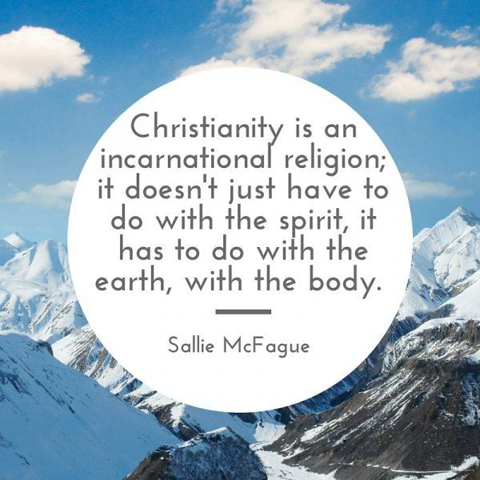 Christianity is an
incarnational religion;
it doesn't just have to
do with the spirit, it
has to do with the
earth, with the body.
Sallie McFague